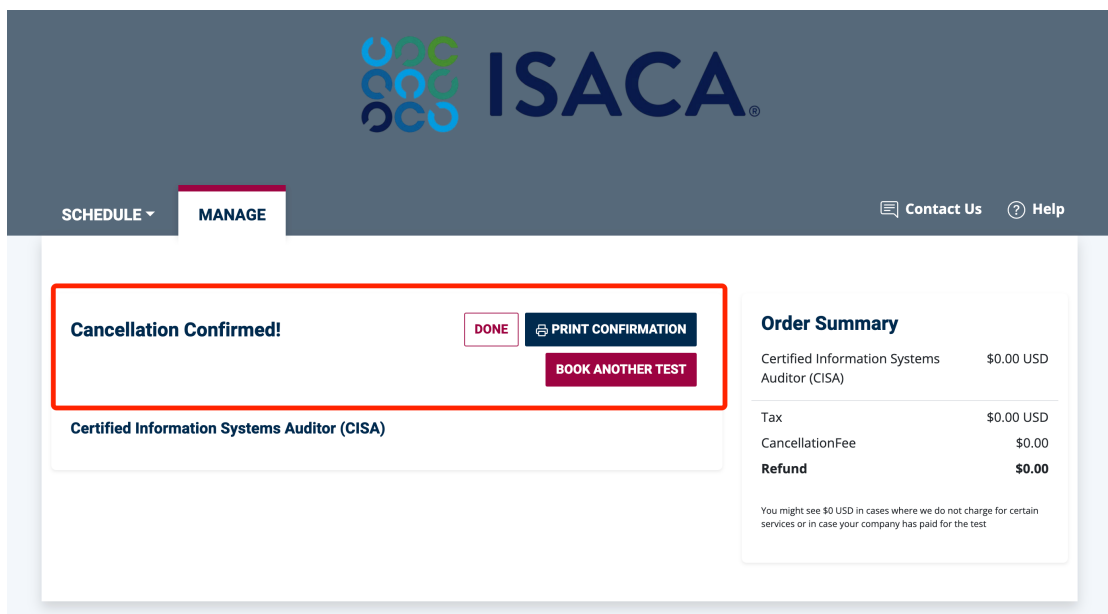 ISACA®
SCHEDULE
MANAGE
Contact Us
Help
Cancellation Confirmed!
DONE
PRINT CONFIRMATION
BOOK ANOTHER TEST
Certified Information Systems Auditor (CISA)
Order Summary
Certified Information Systems $0.00 USD
Auditor (CISA)
Tax $0.00 USD
CancellationFee $0.00
Refund $0.00
You might see $0 USD in cases where we do not charge for certain
services or in case your company has paid for the test